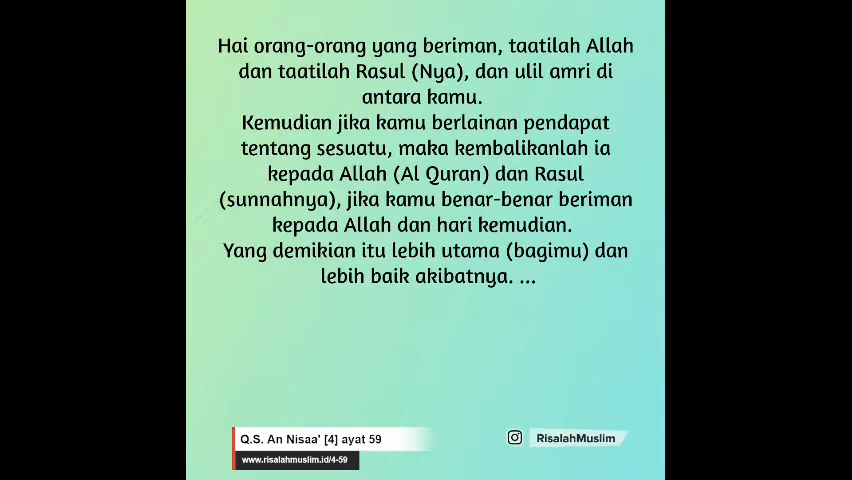 Hai orang-orang yang beriman, taatilah Allah
dan taatilah Rasul (Nya), dan ulil amri di
antara kamu.
Kemudian jika kamu berlainan pendapat
tentang sesuatu, maka kembalikanlah ia
kepada Allah (Al Quran) dan Rasul
(sunnahnya), jika kamu benar-benar beriman
kepada Allah dan hari kemudian.
Yang demikian itu lebih utama (bagimu) dan
lebih baik akibatnya. ...
Q.S. An Nisaa' [4] ayat 59
www.risalahmuslim.id/4-59
RisalahMuslim